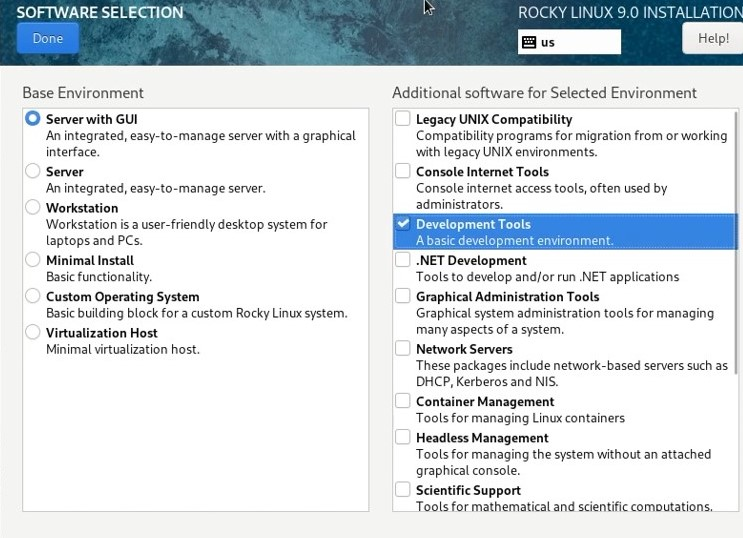 SOFTWARE SELECTION
ROCKY LINUX 9.0 INSTALLATION
Done
us
Help!
Base Environment
Server with GUI
An integrated, easy-to-manage server with a graphical
interface.
Server
An integrated, easy-to-manage server.
Workstation
Workstation is a user-friendly desktop system for
laptops and PCs.
Minimal Install
Basic functionality.
Custom Operating System
Basic building block for a custom Rocky Linux system.
Virtualization Host
Minimal virtualization host.
Additional software for Selected Environment
Legacy UNIX Compatibility
Compatibility programs for migration from or working
with legacy UNIX environments.
Console Internet Tools
Console internet access tools, often used by
administrators.
Development Tools
A basic development environment.
.NET Development
Tools to develop and/or run .NET applications
Graphical Administration Tools
Graphical system administration tools for managing
many aspects of a system.
Network Servers
These packages include network-based servers such as
DHCP, Kerberos and NIS.
Container Management
Tools for managing Linux containers
Headless Management
Tools for managing the system without an attached
graphical console.
Scientific Support
Tools for mathematical and scientific computations.